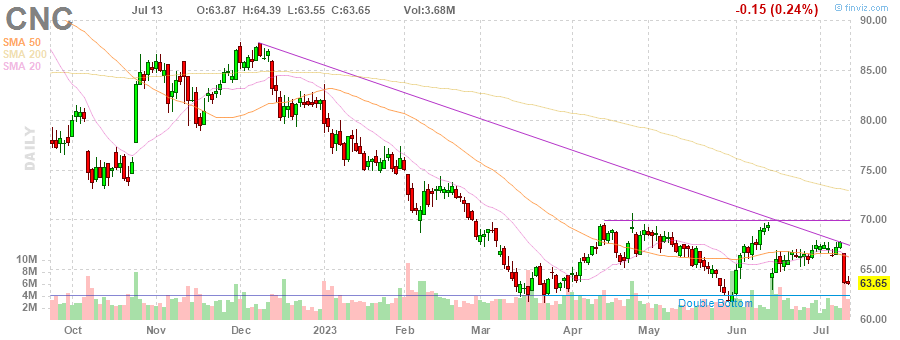 CNC
Jul 13 O:63.87 H:64.39 L:63.55 C:63.65 Vol:3.68M -0.15 (0.24%)
© finviz.com
SMA 50
SMA 200
SMA 20
DAILY
90.00
85.00
80.00
75.00
70.00
65.00
63.65
60.00
10M
8M
6M
4M
Double Bottom
Oct Nov Dec 2023 Feb Mar Apr May Jun Jul